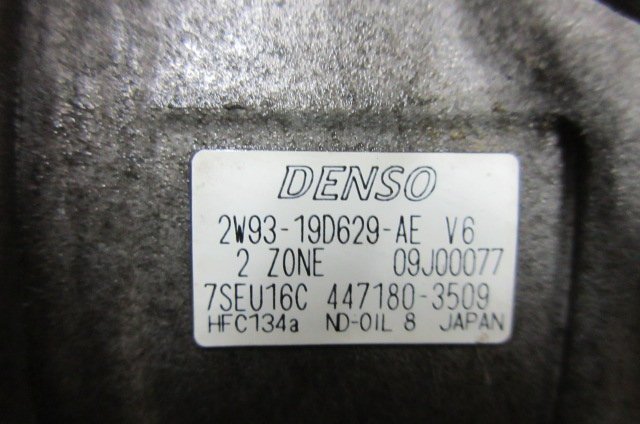 DENSO
2W93-19D629-AE V6
2 ZONE 09J00077
7SEU16C 447180-3509
HFC134a ND-OIL 8 JAPAN